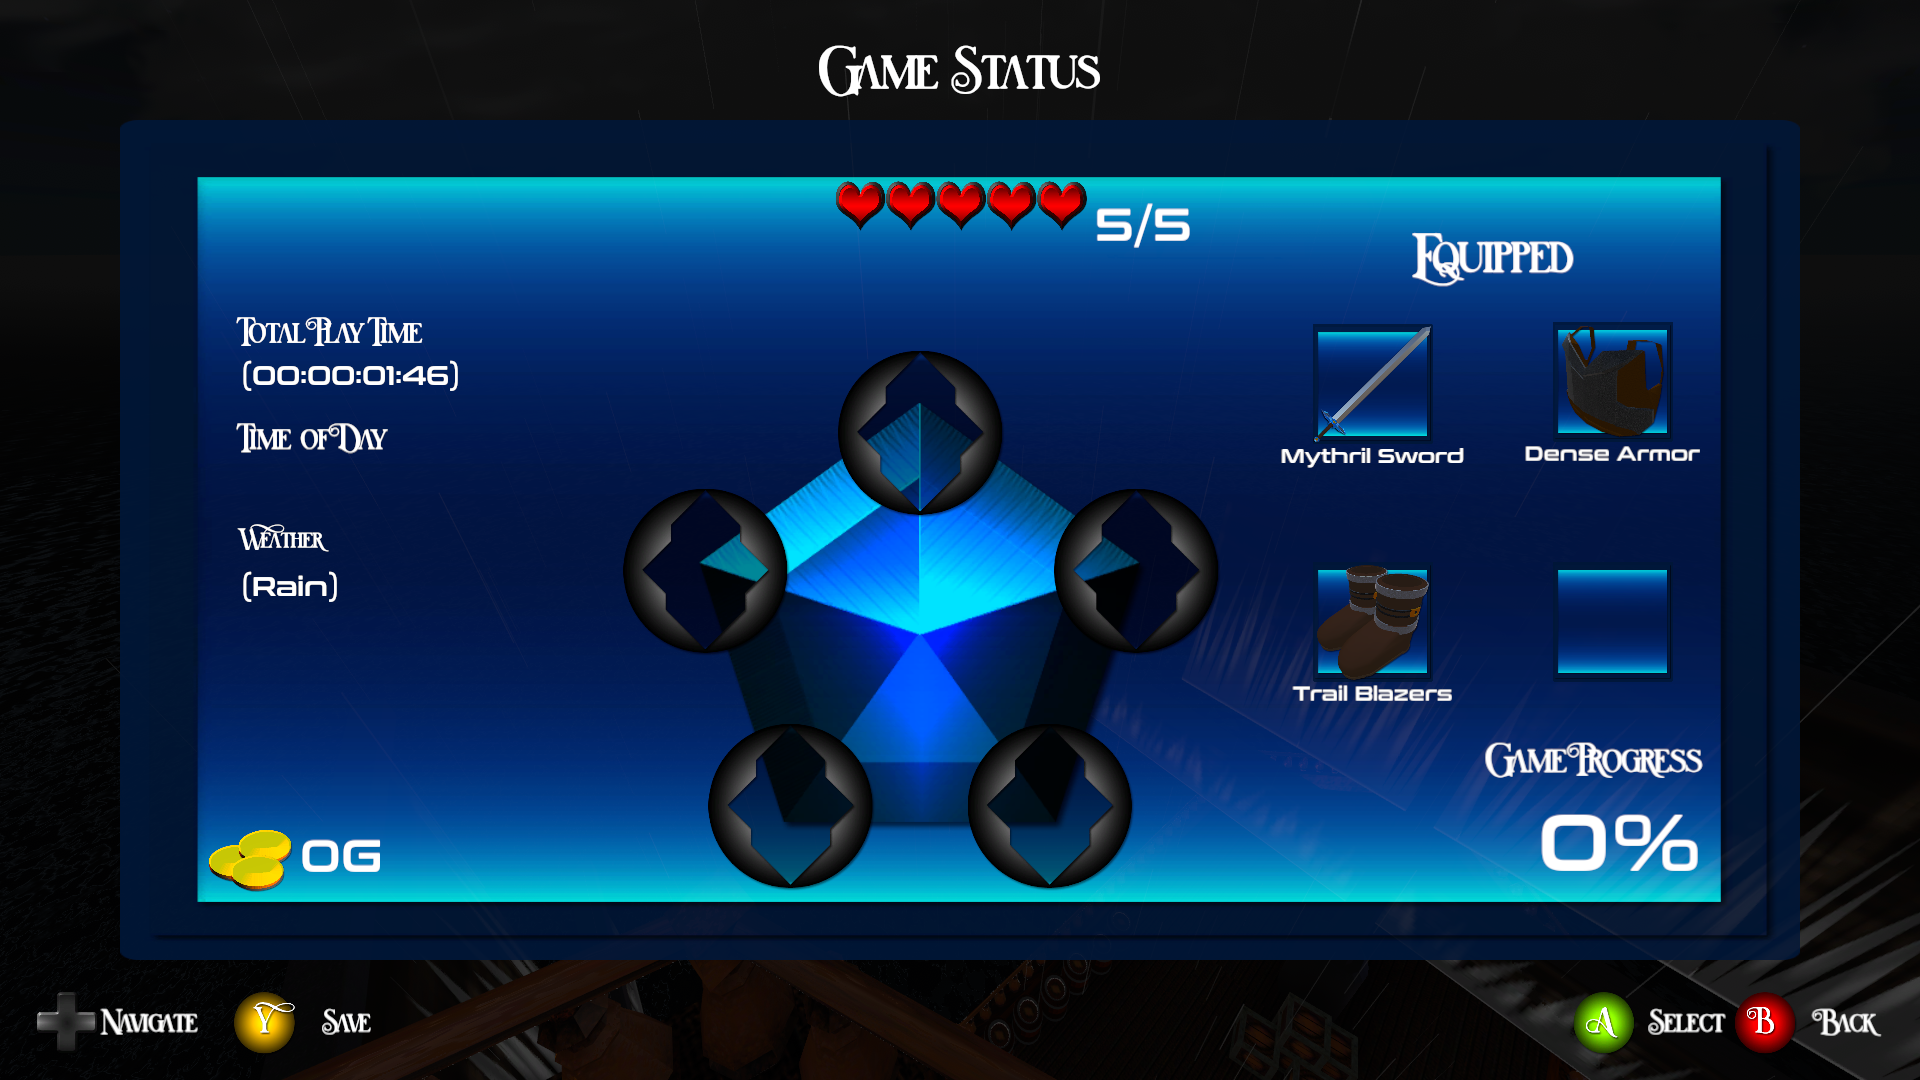 Game Status
5/5
Equipped
Total Play Time
(00:00:01:46)
Time of Day
Mythril Sword
Dense Armor
Weather
(Rain)
Trail Blazers
Game Progress
0%
0G
Navigate
Y
Save
A
Select
B
Back